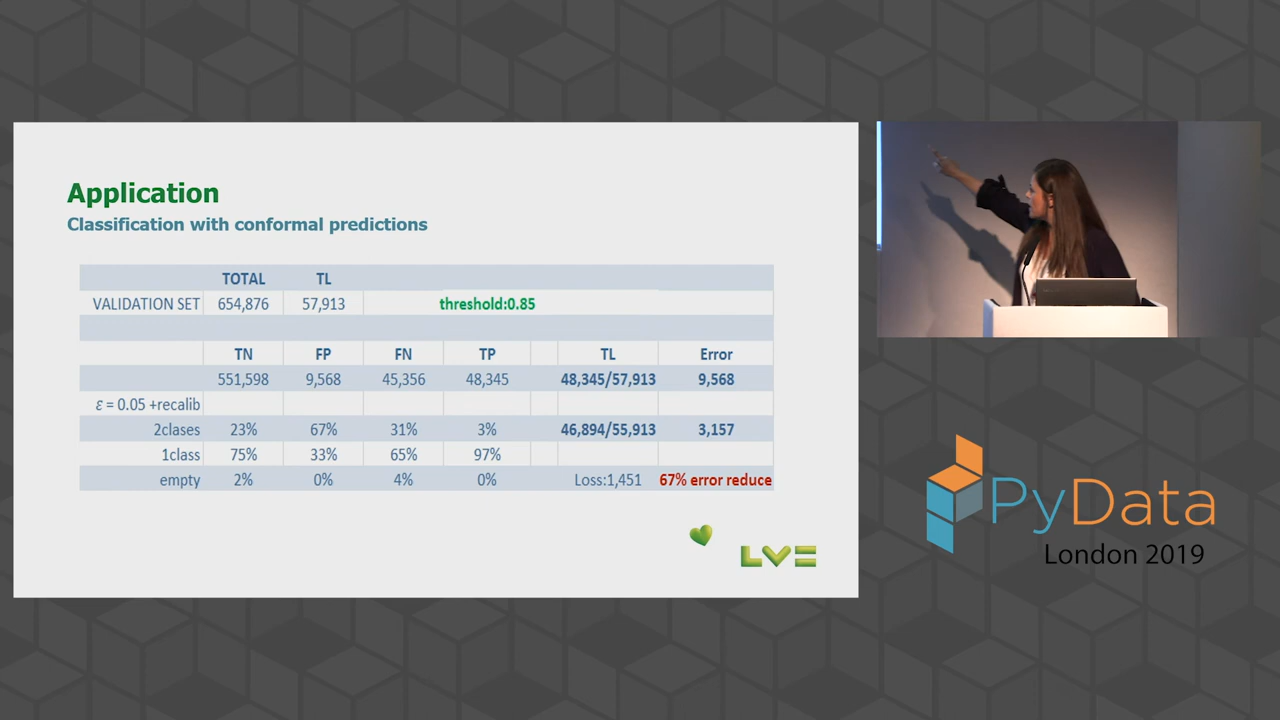 Application
Classification with conformal predictions
TOTAL TL
VALIDATION SET 654,876 57,913 threshold:0.85
TN FP FN TP TL Error
551,598 9,568 45,356 48,345 48,345/57,913 9,568
ℰ = 0.05 +recalib
2clases 23% 67% 31% 3% 46,894/55,913 3,157
1class 75% 33% 65% 97%
empty 2% 0% 4% 0% Loss:1,451 67% error reduce
LVE
PyData
London 2019